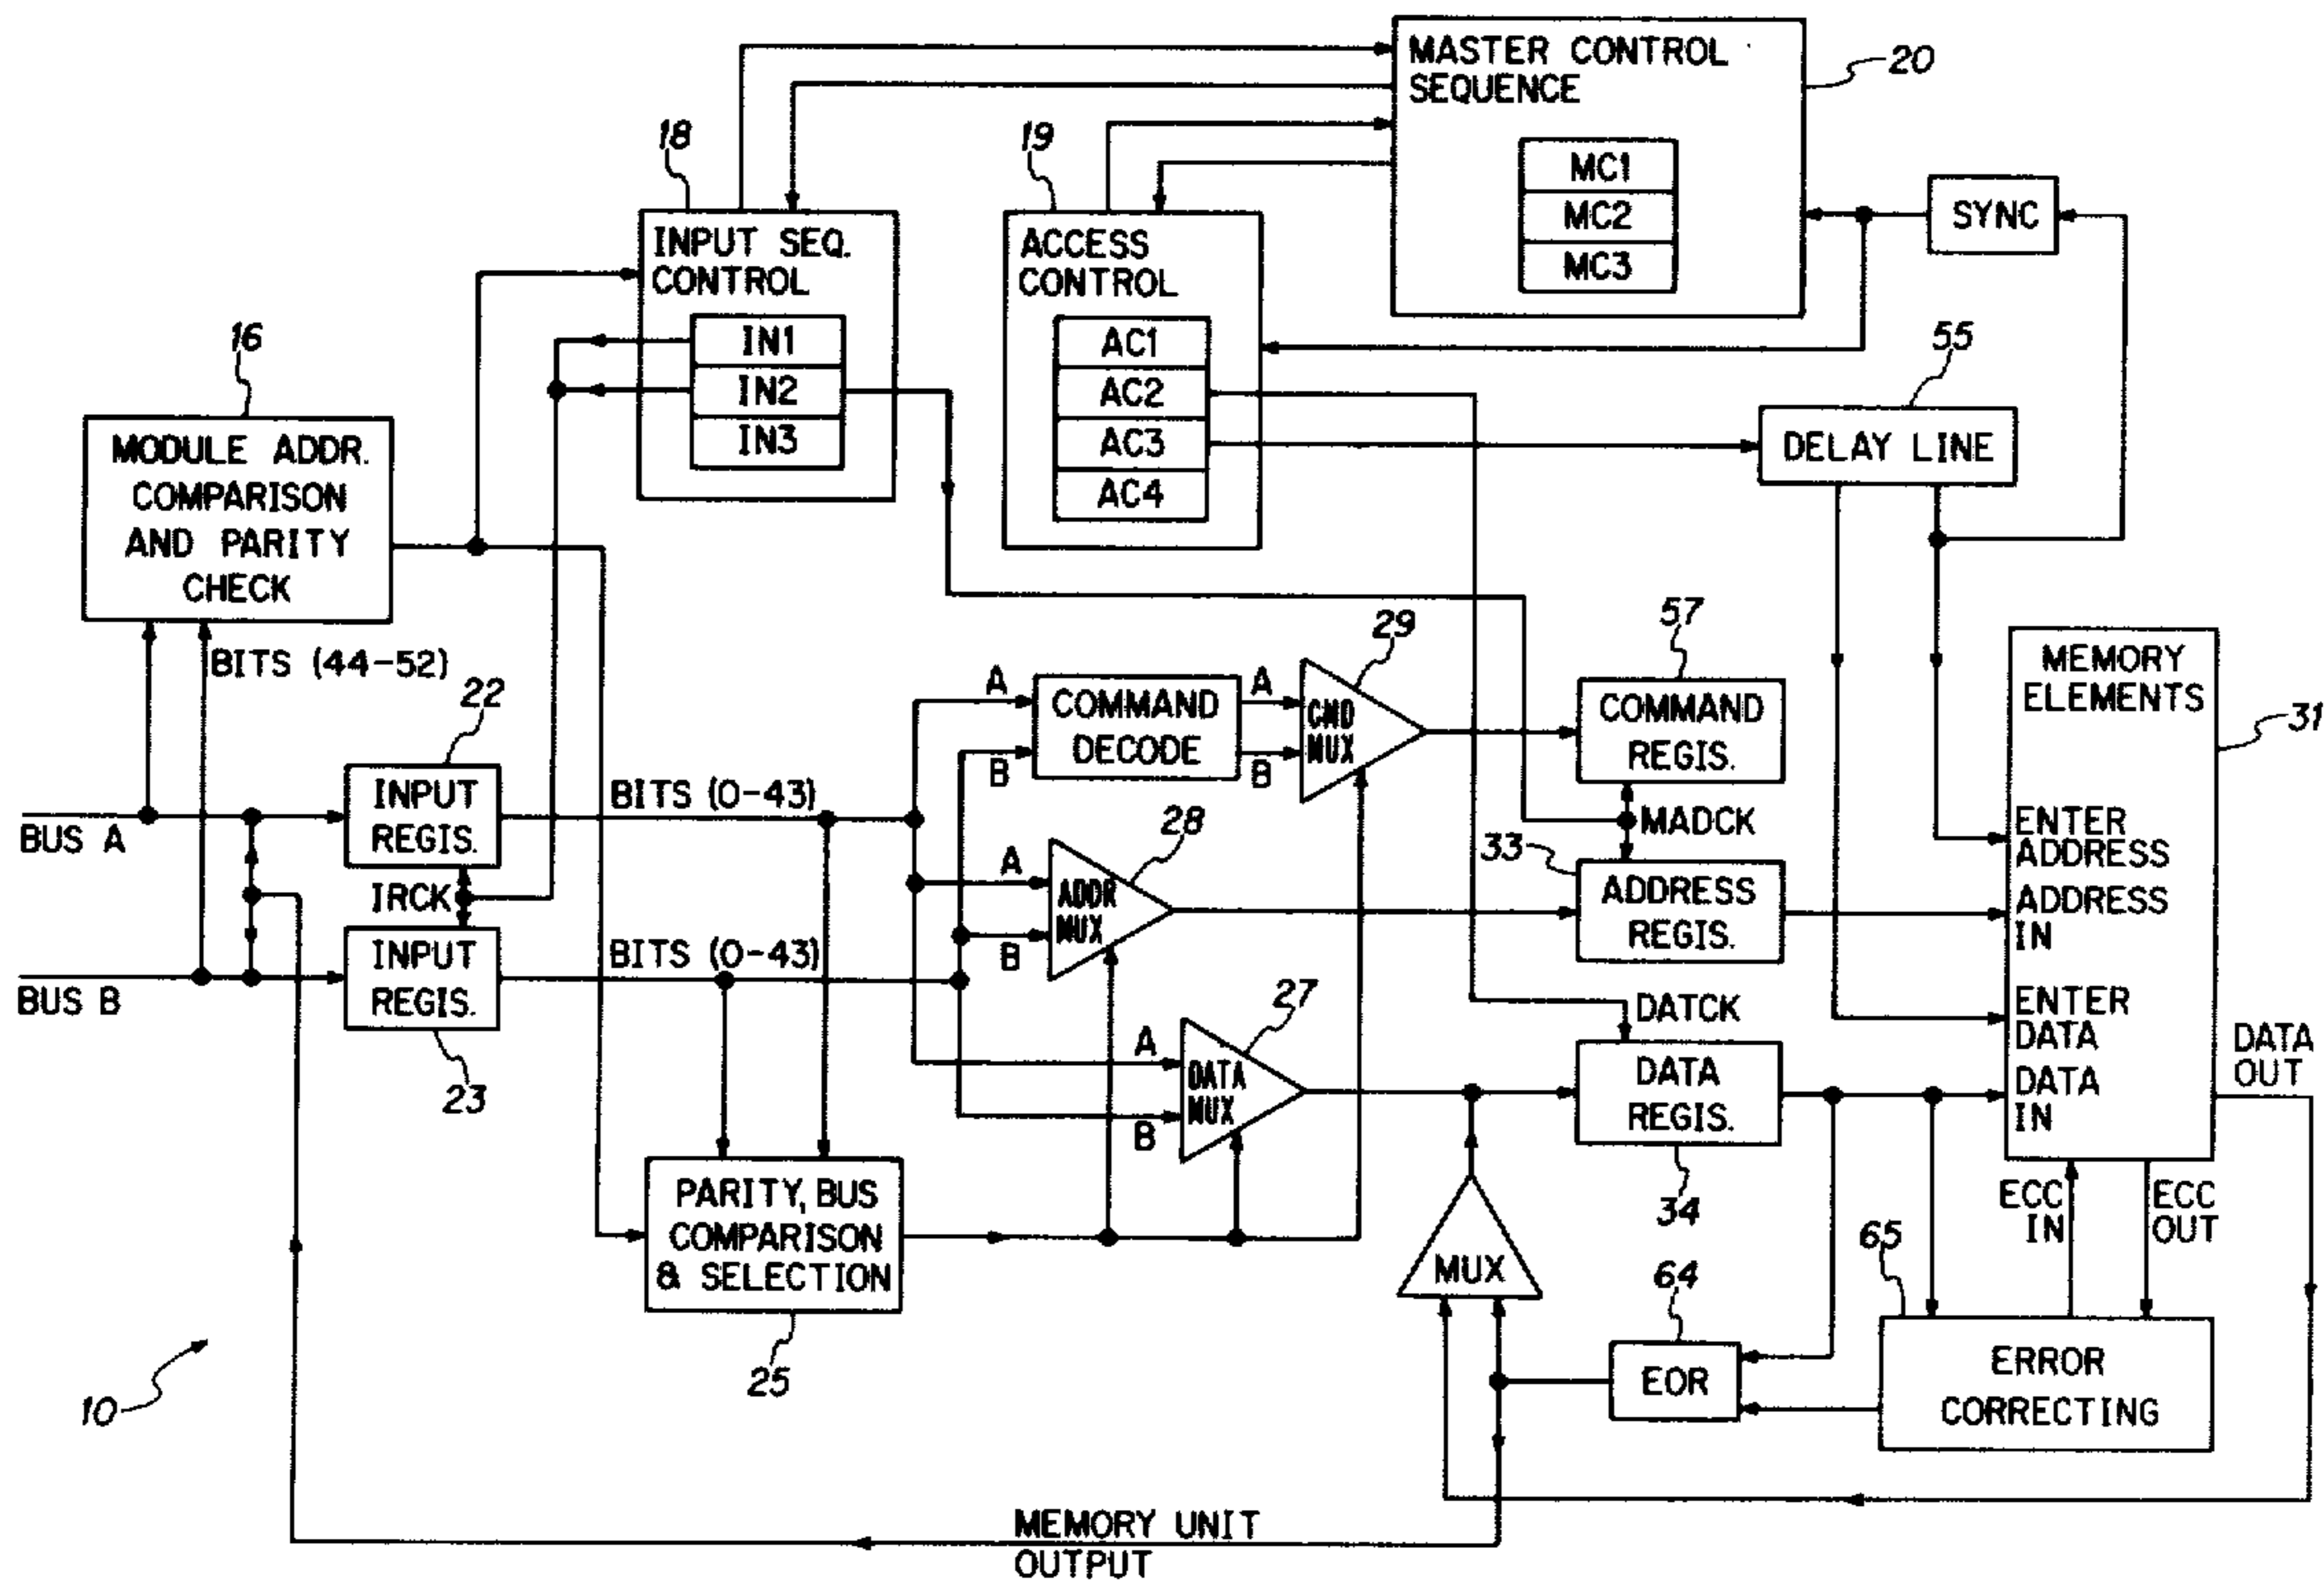 MASTER CONTROL
SEQUENCE
20
MC1
MC2
MC3
18
INPUT SEQ.
CONTROL
IN1
IN2
IN3
19
ACCESS
CONTROL
AC1
AC2
AC3
AC4
SYNC
55
DELAY LINE
16
MODULE ADDR.
COMPARISON
AND PARITY
CHECK
BITS (44-52)
22
INPUT
REGIS.
BUS A
IRCK
INPUT
REGIS.
BUS B
23
BITS (0-43)
BITS (0-43)
A
B
COMMAND
DECODE
A
B
29
CMD
MUX
57
COMMAND
REGIS.
MADCK
28
A
B
ADDR
MUX
33
ADDRESS
REGIS.
27
A
B
DATA
MUX
DATCK
DATA
REGIS.
34
MEMORY
ELEMENTS
31
ENTER
ADDRESS
ADDRESS
IN
ENTER
DATA
DATA
IN
DATA
OUT
ECC
IN
ECC
OUT
PARITY, BUS
COMPARISON
& SELECTION
25
MUX
64
EOR
65
ERROR
CORRECTING
10
MEMORY UNIT
OUTPUT